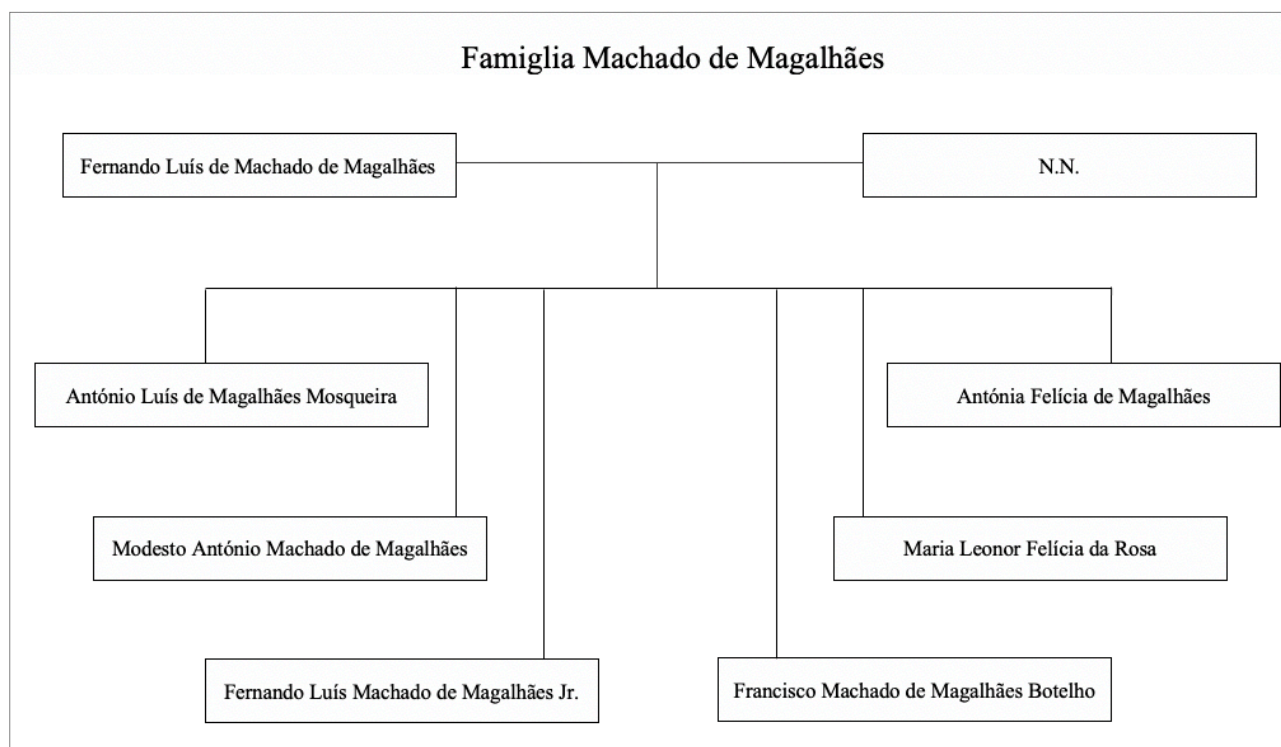 Famiglia Machado de Magalhães
Fernando Luís de Machado de Magalhães
N.N.
António Luís de Magalhães Mosqueira
Antónia Felícia de Magalhães
Modesto António Machado de Magalhães
Maria Leonor Felícia da Rosa
Fernando Luís Machado de Magalhães Jr.
Francisco Machado de Magalhães Botelho